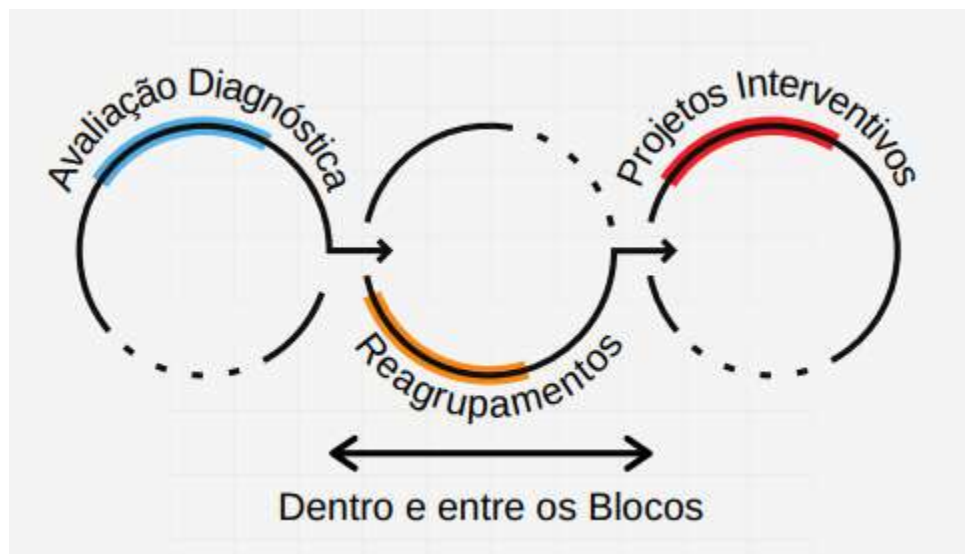 Avaliação Diagnóstica
Reagrupamentos
Projetos Interventivos
Dentro e entre os Blocos